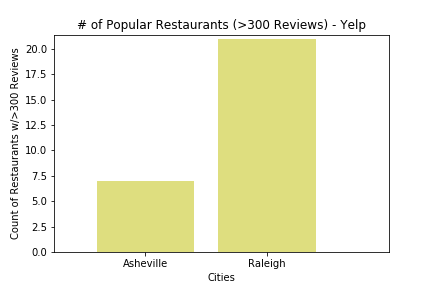 # of Popular Restaurants (>300 Reviews) - Yelp
Count of Restaurants w/>300 Reviews
20.0
17.5
15.0
12.5
10.0
7.5
5.0
2.5
0.0
Asheville
Raleigh
Cities